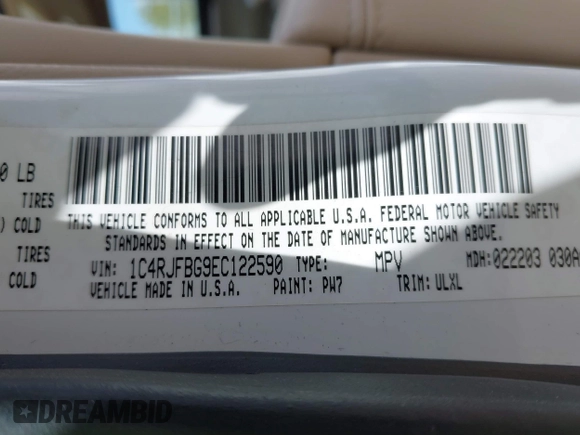 0 LB
TIRES
) COLD
TIRES
COLD
THIS VEHICLE CONFORMS TO ALL APPLICABLE U.S.A. FEDERAL MOTOR VEHICLE SAFETY
STANDARDS IN EFFECT ON THE DATE OF MANUFACTURE SHOWN ABOVE.
VIN: 1C4RJFBG9EC122590 TYPE: MPV MDH: 022203 030A
VEHICLE MADE IN U.S.A. PAINT: PW7 TRIM: ULXL
DREAMBID